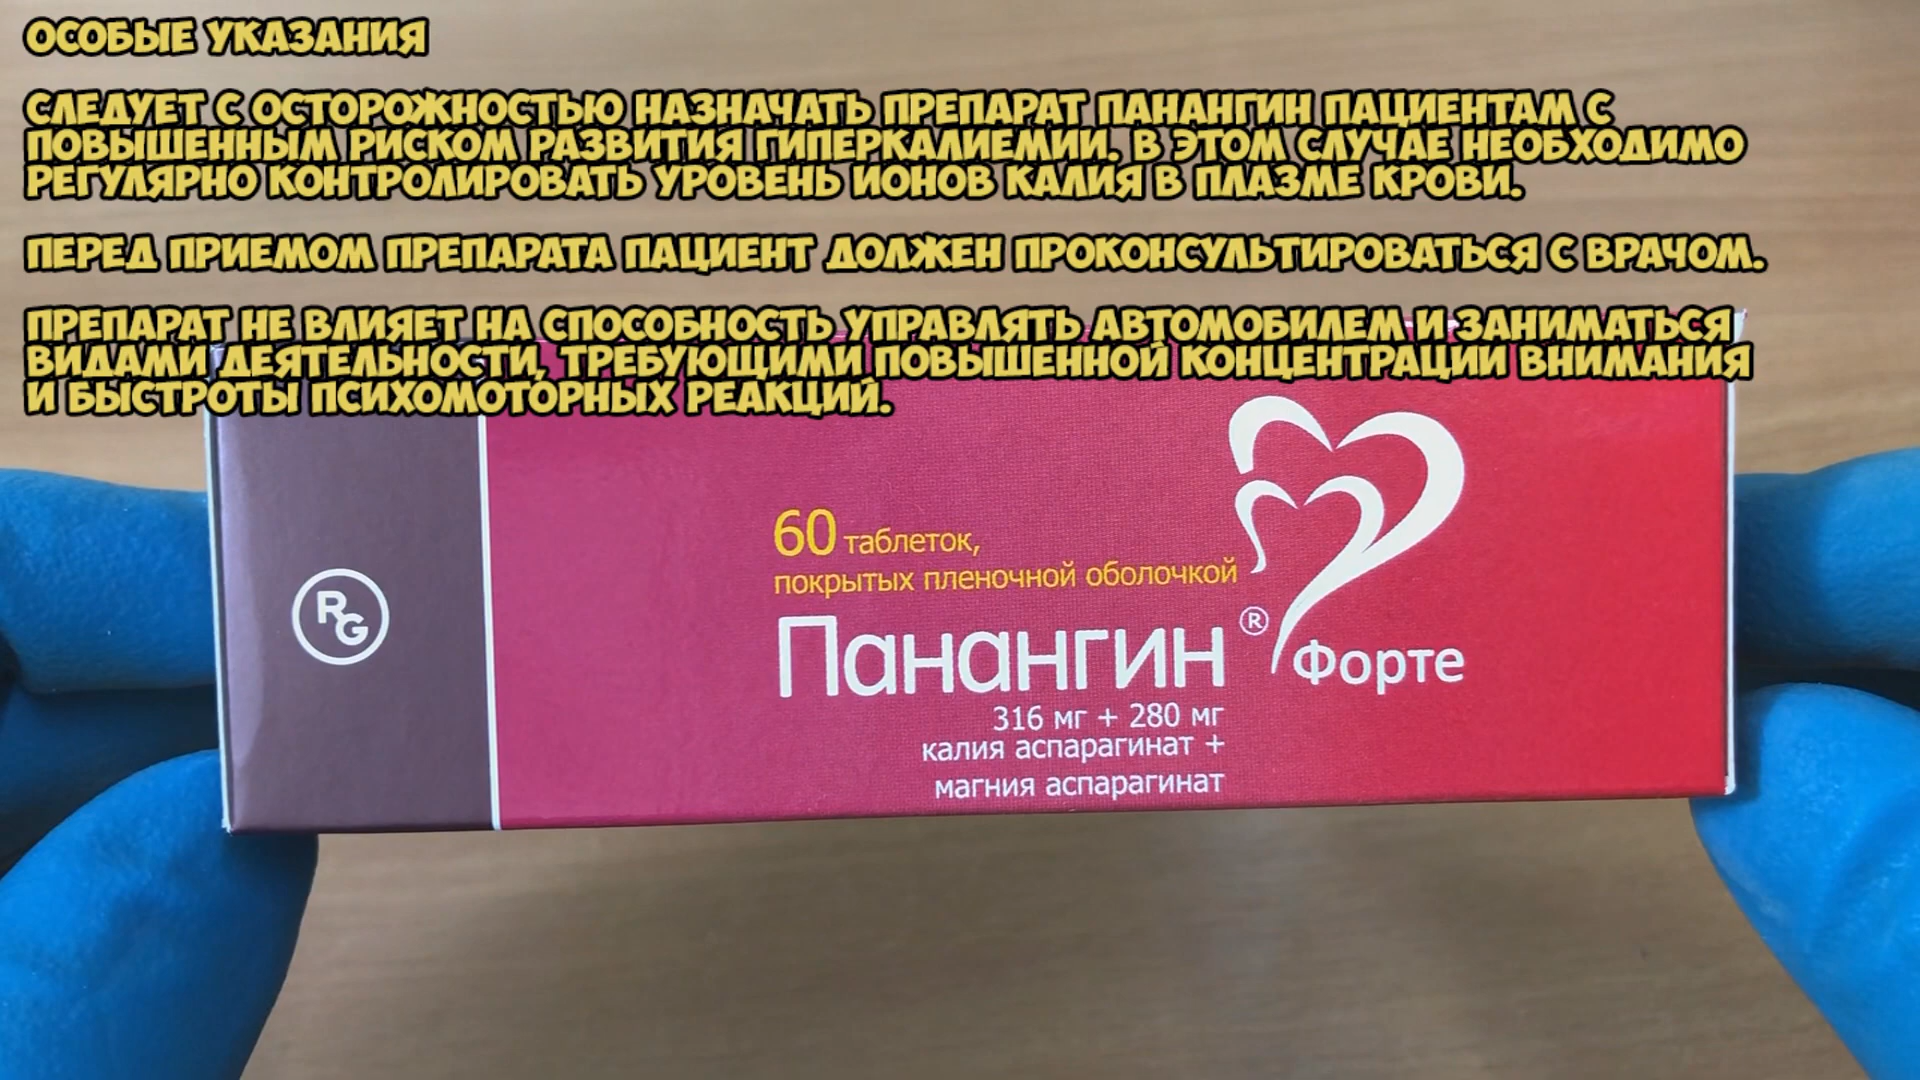 ОСОБЫЕ УКАЗАНИЯ
СЛЕДУЕТ С ОСТОРОЖНОСТЬЮ НАЗНАЧАТЬ ПРЕПАРАТ ПАНАНГИН ПАЦИЕНТАМ С
ПОВЫШЕННЫМ РИСКОМ РАЗВИТИЯ ГИПЕРКАЛИЕМИИ. В ЭТОМ СЛУЧАЕ НЕОБХОДИМО
РЕГУЛЯРНО КОНТРОЛИРОВАТЬ УРОВЕНЬ ИОНОВ КАЛИЯ В ПЛАЗМЕ КРОВИ.
ПЕРЕД ПРИЕМОМ ПРЕПАРАТА ПАЦИЕНТ ДОЛЖЕН ПРОКОНСУЛЬТИРОВАТЬСЯ С ВРАЧОМ.
ПРЕПАРАТ НЕ ВЛИЯЕТ НА СПОСОБНОСТЬ УПРАВЛЯТЬ АВТОМОБИЛЕМ И ЗАНИМАТЬСЯ
ВИДАМИ ДЕЯТЕЛЬНОСТИ, ТРЕБУЮЩИМИ ПОВЫШЕННОЙ КОНЦЕНТРАЦИИ ВНИМАНИЯ
И БЫСТРОТЫ ПСИХОМОТОРНЫХ РЕАКЦИЙ.
RG
60 таблеток,
покрытых пленочной оболочкой
Панангин® Форте
316 мг + 280 мг
калия аспарагинат +
магния аспарагинат